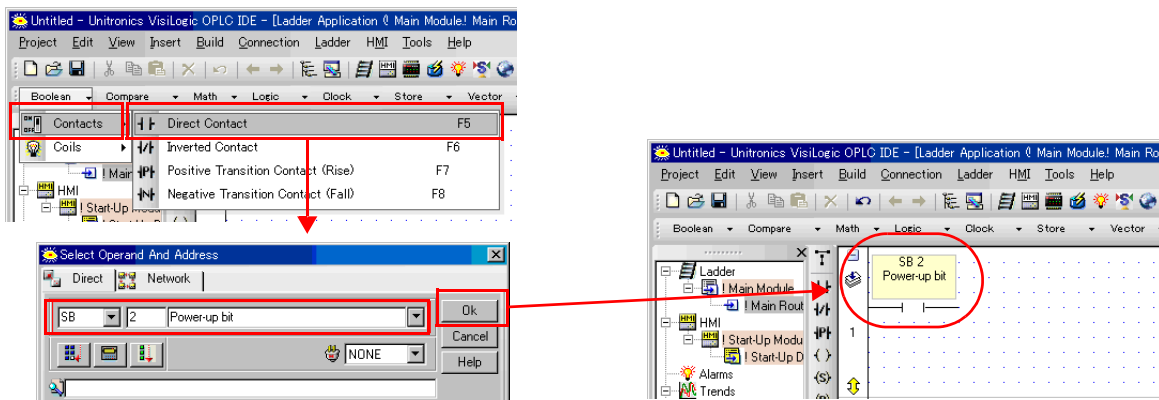 Untitled - Unitronics VisiLogic OPLC IDE - [Ladder Application (! Main Module! Main Ro
Project Edit View Insert Build Connection Ladder HMI Tools Help
Boolean Compare Math Logic Clock Store Vector
Contacts
Direct Contact F5
Coils
Inverted Contact F6
! Main
Positive Transition Contact (Rise) F7
HMI
Negative Transition Contact (Fall) F8
! Start-Up
Select Operand And Address
Direct Network
SB 2 Power-up bit
Ok
Cancel
NONE
Help
Untitled - Unitronics VisiLogic OPLC IDE - [Ladder Application (! Main Module! Main Ro
Project Edit View Insert Build Connection Ladder HMI Tools Help
Boolean Compare Math Logic Clock Store Vector
Ladder
! Main Module
! Main Rout
HMI
! Start-Up Modu
! Start-Up D
Alarms
Trends
SB 2
Power-up bit
1